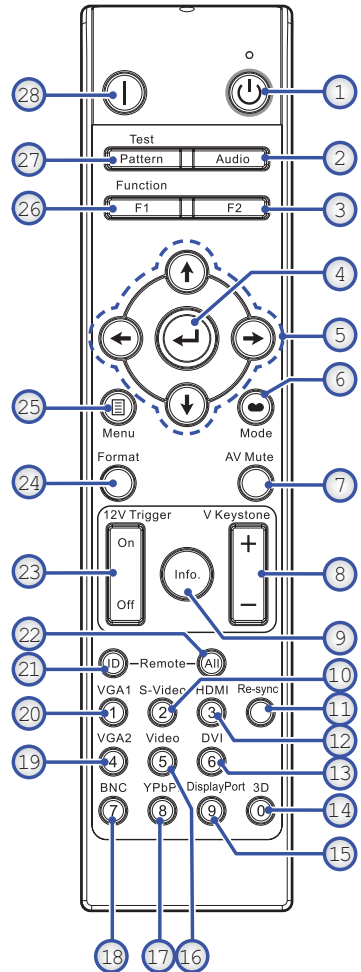 28
1
Test
27
Pattern
Audio
2
Function
26
F1
F2
3
4
5
6
25
Menu
Mode
Format
AV Mute
24
7
12V Trigger
V Keystone
On
+
23
Info.
8
Off
−
9
22
21
ID
Remote
All
10
VGA1
S-Video
HDMI
Re-sync
11
20
1
2
3
12
VGA2
Video
DVI
19
4
5
6
13
BNC
YPbP
DisplayPort
3D
7
8
9
0
14
15
18
17
16